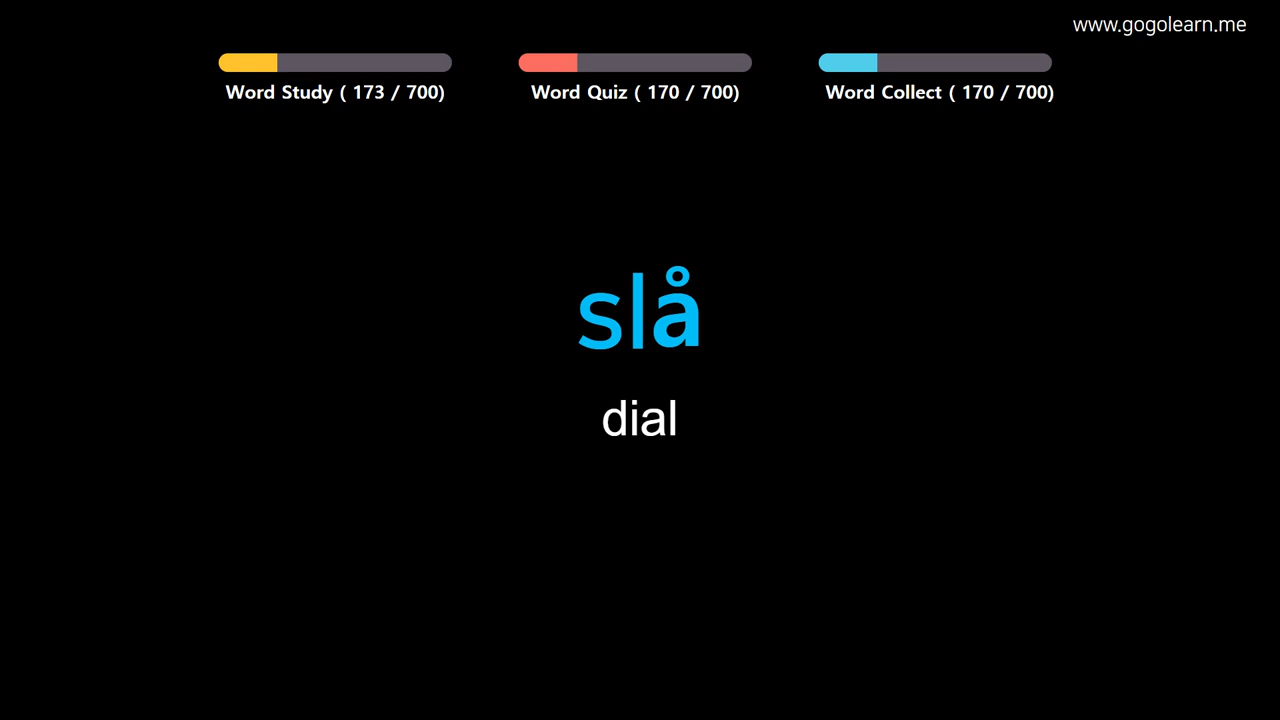 www.gogolearn.me
Word Study ( 173 / 700)
Word Quiz ( 170 / 700)
Word Collect ( 170 / 700)
slå
dial